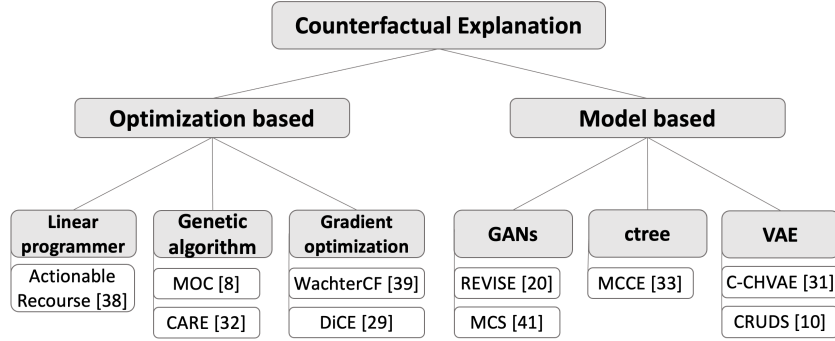 Counterfactual Explanation
Optimization based
Model based
Linear
programmer
Genetic
algorithm
Gradient
optimization
GANs
ctree
VAE
Actionable
Recourse [38]
MOC [8]
WachterCF [39]
REVISE [20]
MCCE [33]
C-CHVAE [31]
CARE [32]
DiCE [29]
MCS [41]
CRUDS [10]